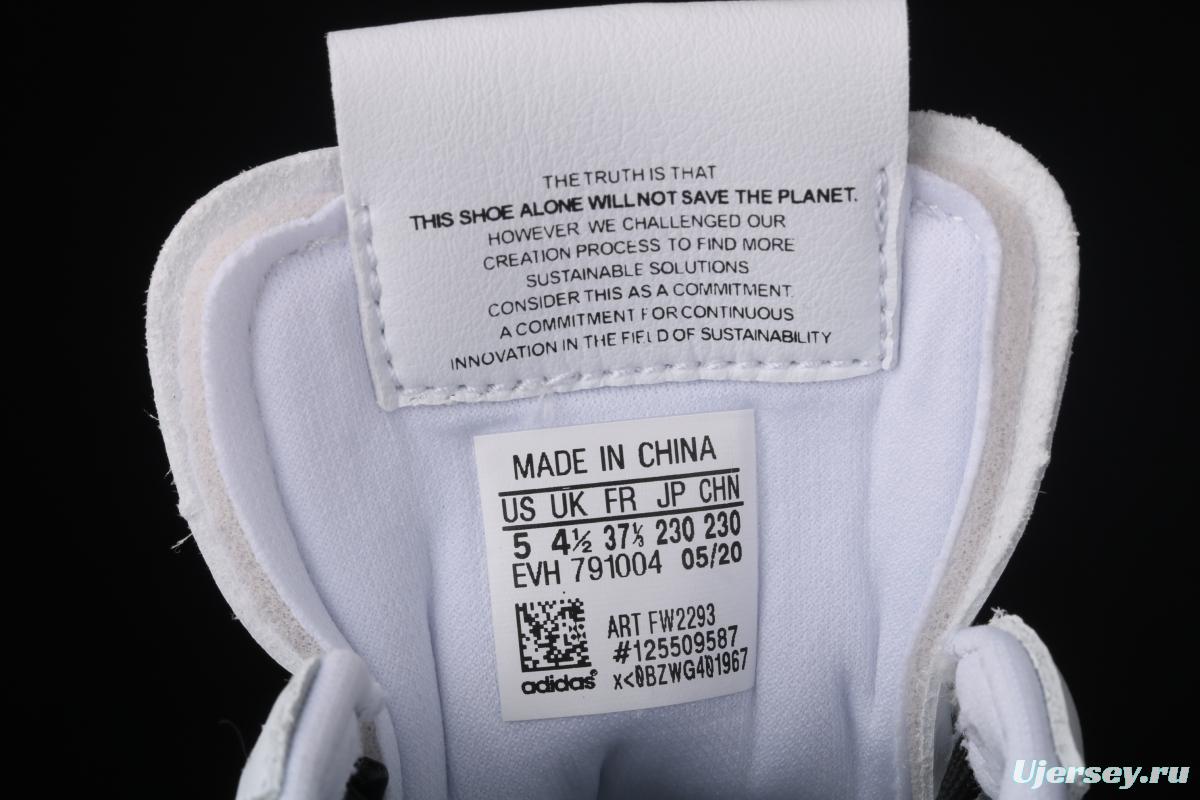 THE TRUTH IS THAT
THIS SHOE ALONE WILL NOT SAVE THE PLANET.
HOWEVER WE CHALLENGED OUR
CREATION PROCESS TO FIND MORE
SUSTAINABLE SOLUTIONS
CONSIDER THIS AS A COMMITMENT.
A COMMITMENT FOR CONTINUOUS
INNOVATION IN THE FIELD OF SUSTAINABILITY
MADE IN CHINA
US UK FR JP CHN
5 4½ 37⅓ 230 230
EVH 791004 05/20
ART FW2293
#125509587
x<0BZWG401967
adidas®
Ujersey.ru